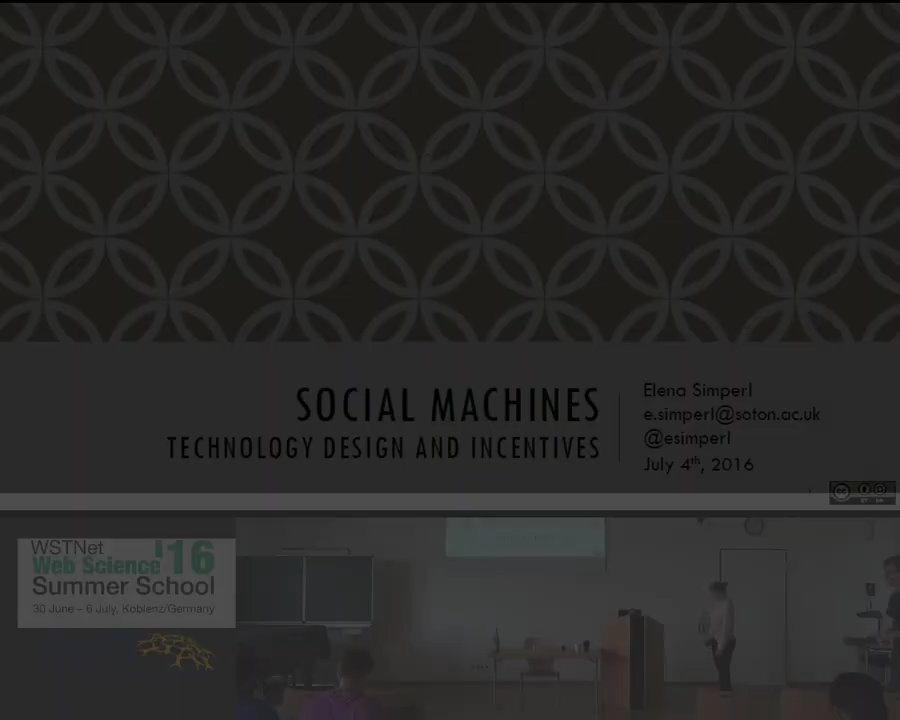 SOCIAL MACHINES
TECHNOLOGY DESIGN AND INCENTIVES
Elena Simperl
e.simperl@soton.ac.uk
@esimperl
July 4th, 2016
WSTNet
Web Science '16
Summer School
30 June – 6 July, Koblenz/Germany